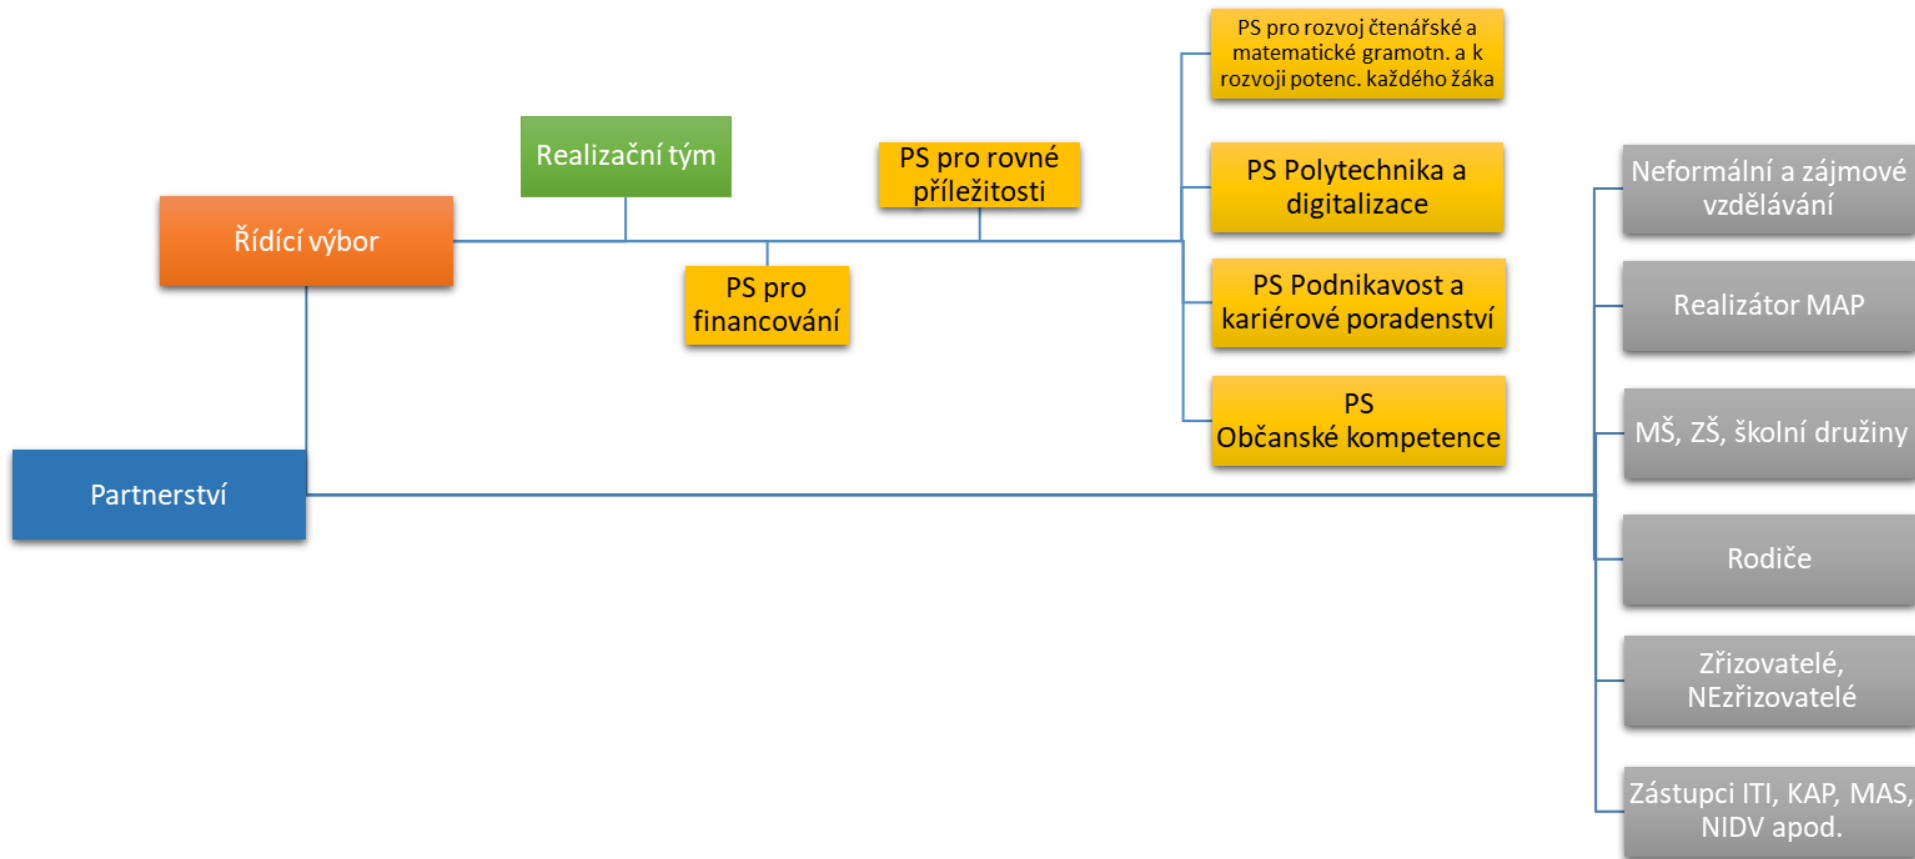 PS pro rozvoj čtenářské a
matematické gramotn. a k
rozvoji potenc. každého žáka
Realizační tým
PS pro rovné
příležitosti
PS Polytechnika a
digitalizace
Neformální a zájmové
vzdělávání
Řídící výbor
PS pro
financování
PS Podnikavost a
kariérové poradenství
Realizátor MAP
PS
Občanské kompetence
MŠ, ZŠ, školní družiny
Partnerství
Rodiče
Zřizovatelé,
NEzřizovatelé
Zástupci ITI, KAP, MAS,
NIDV apod.